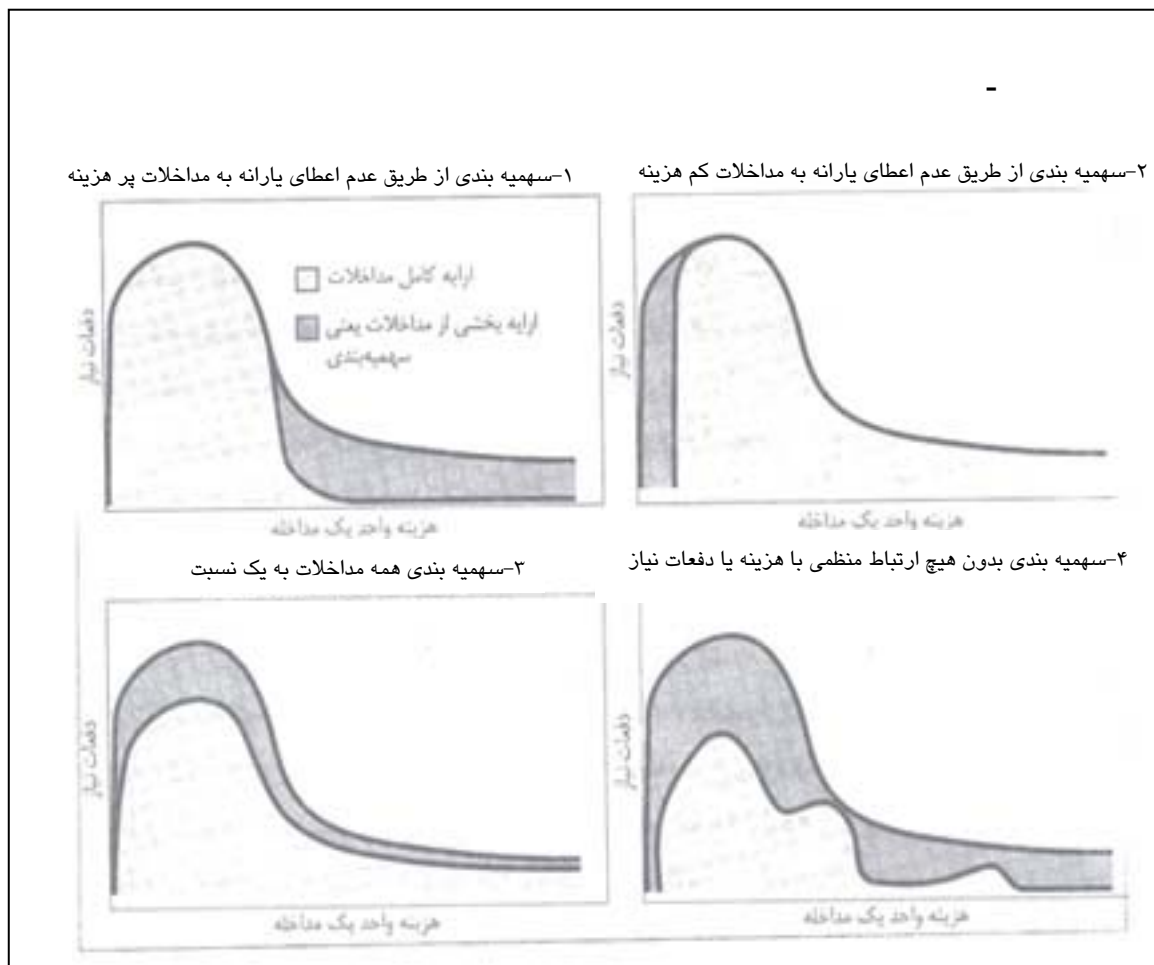 -
۱-سهمیه بندی از طریق عدم اعطای یارانه به مداخلات پر هزینه
ارایه کامل مداخلات
ارایه بخشی از مداخلات یعنی
سهمیه‌بندی
دفعات نیاز
هزینه واحد یک مداخله
۲-سهمیه بندی از طریق عدم اعطای یارانه به مداخلات کم هزینه
دفعات نیاز
هزینه واحد یک مداخله
۳-سهمیه بندی همه مداخلات به یک نسبت
دفعات نیاز
هزینه واحد یک مداخله
۴-سهمیه بندی بدون هیچ ارتباط منظمی با هزینه یا دفعات نیاز
دفعات نیاز
هزینه واحد یک مداخله